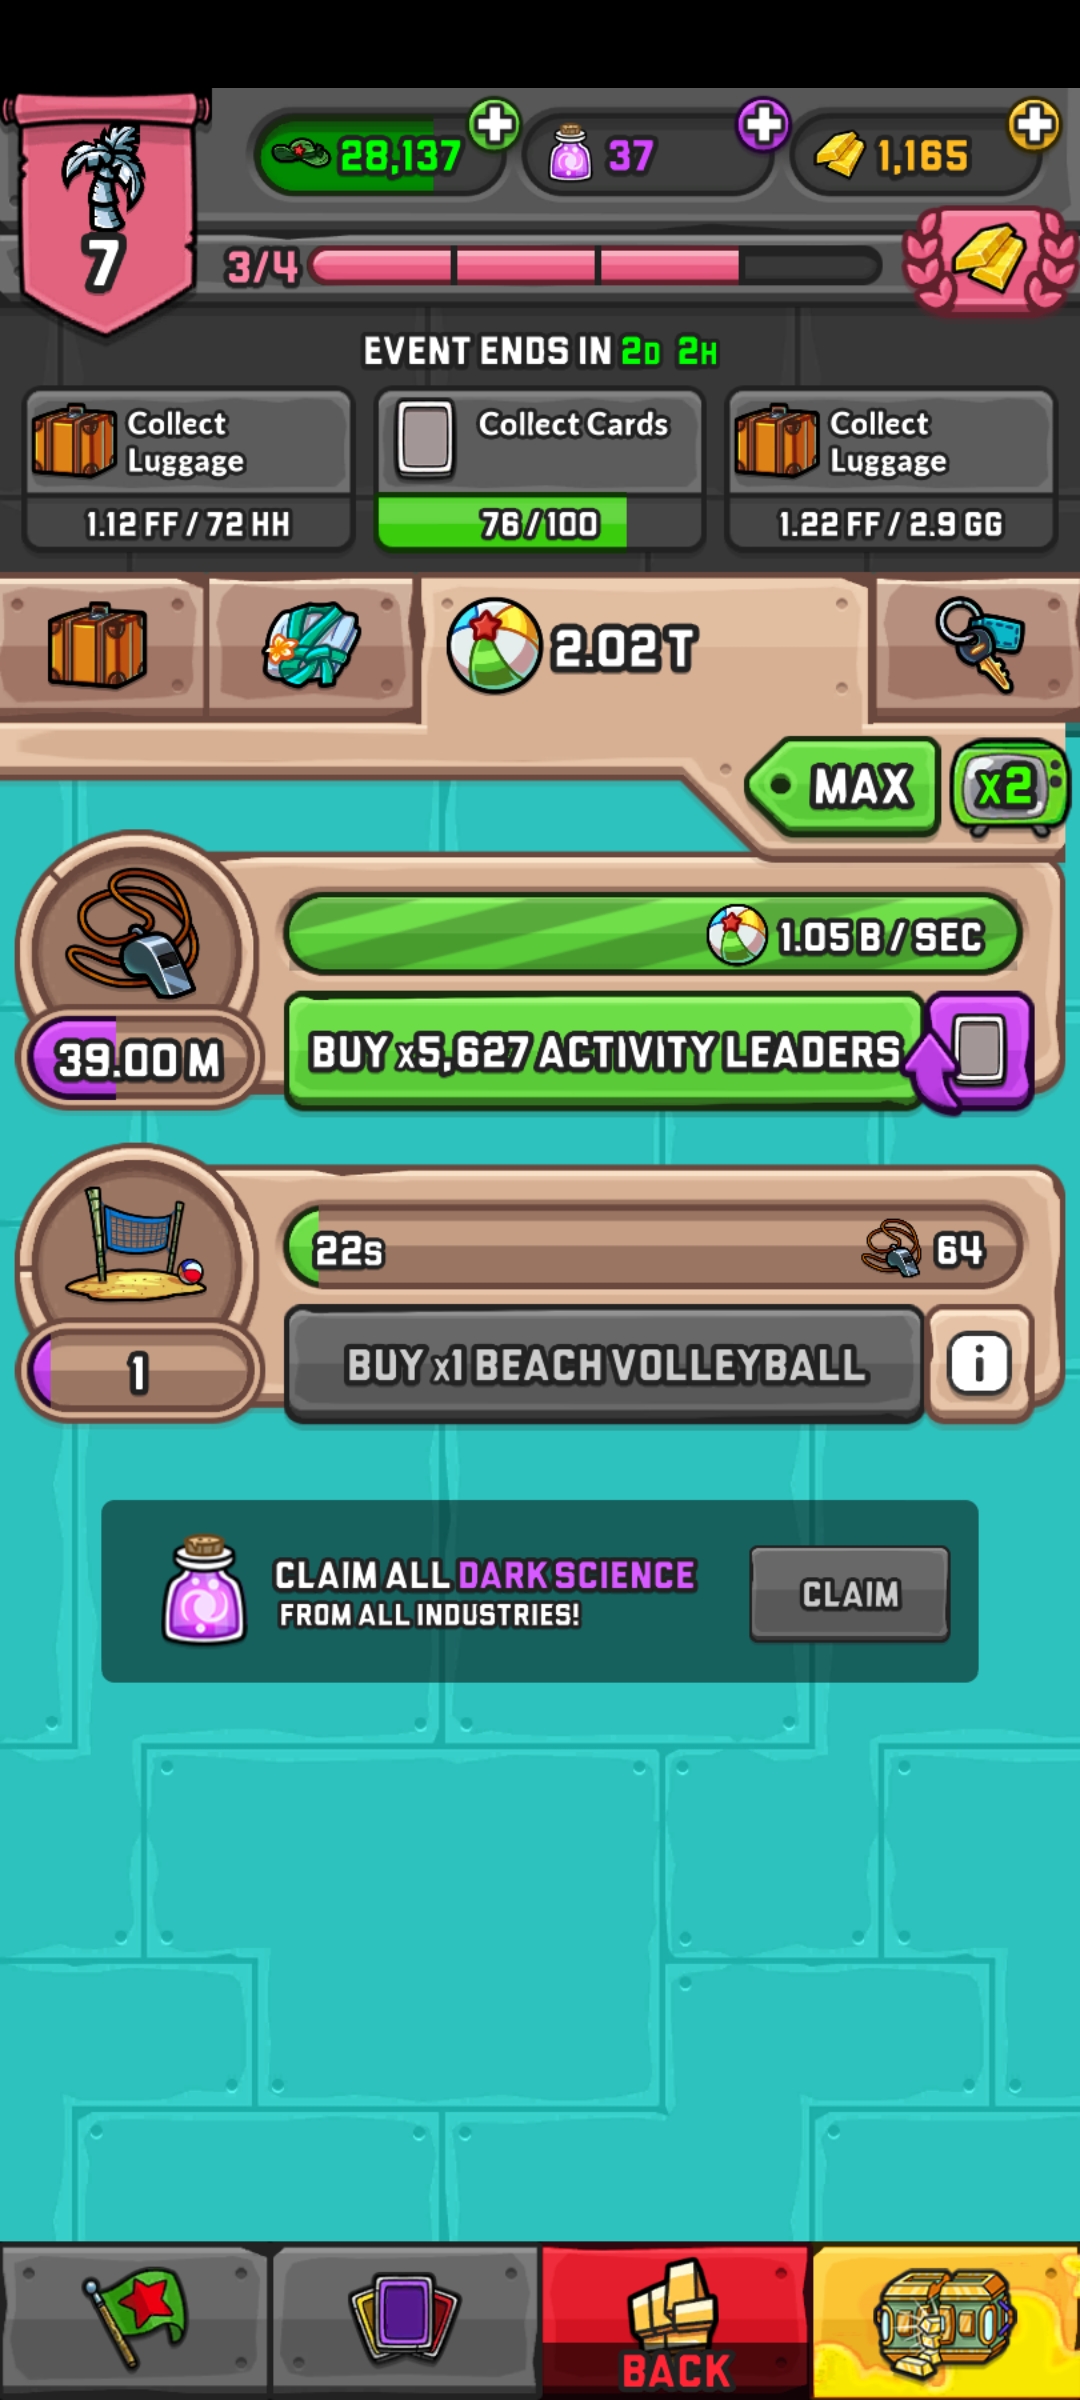 28,137
37
1,165
7
3/4
EVENT ENDS IN 2D 2H
Collect Luggage
1.12 FF / 72 HH
Collect Cards
76/100
Collect Luggage
1.22 FF / 2.9 GG
2.02 T
MAX
x2
1.05 B / SEC
39.00 M
BUY x5,627 ACTIVITY LEADERS
22s
64
1
BUY x1 BEACH VOLLEYBALL
i
CLAIM ALL DARK SCIENCE
FROM ALL INDUSTRIES!
CLAIM
BACK